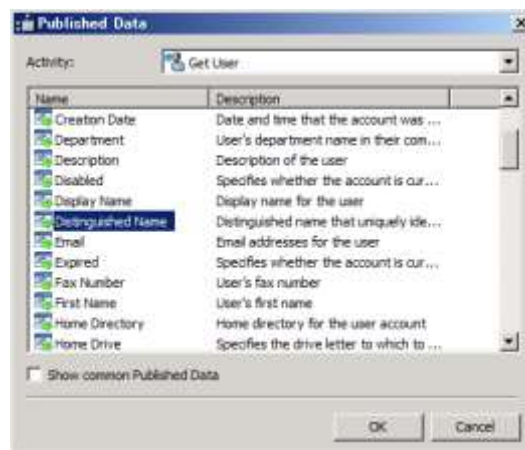 Published Data
Activity: Get User
Name Description
Creation Date Date and time that the account was ...
Department User's department name in their com...
Description Description of the user
Disabled Specifies whether the account is cur...
Display Name Display name for the user
Distinguished Name Distinguished name that uniquely ide...
Email Email addresses for the user
Expired Specifies whether the account is cur...
Fax Number User's fax number
First Name User's first name
Home Directory Home directory for the user account
Home Drive Specifies the drive letter to which to ...
Show common Published Data
OK Cancel